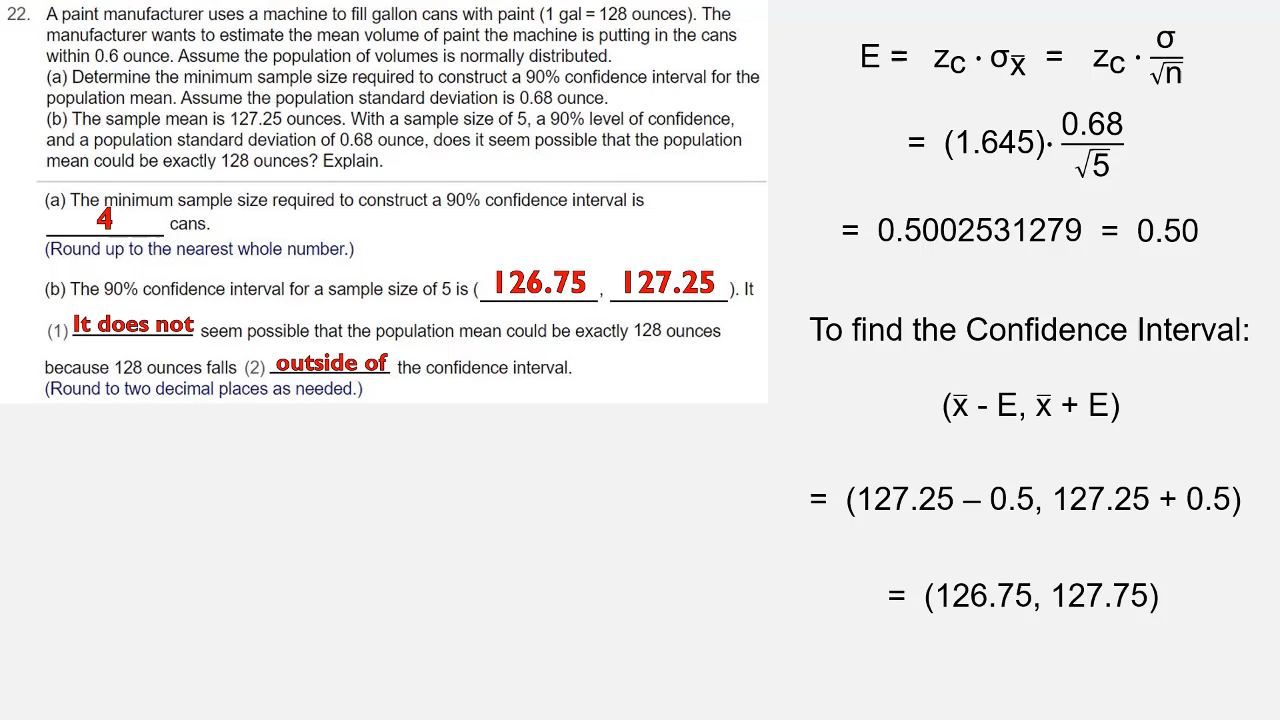 22. A paint manufacturer uses a machine to fill gallon cans with paint (1 gal = 128 ounces). The
manufacturer wants to estimate the mean volume of paint the machine is putting in the cans
within 0.6 ounce. Assume the population of volumes is normally distributed.
(a) Determine the minimum sample size required to construct a 90% confidence interval for the
population mean. Assume the population standard deviation is 0.68 ounce.
(b) The sample mean is 127.25 ounces. With a sample size of 5, a 90% level of confidence,
and a population standard deviation of 0.68 ounce, does it seem possible that the population
mean could be exactly 128 ounces? Explain.
(a) The minimum sample size required to construct a 90% confidence interval is
4 cans.
(Round up to the nearest whole number.)
(b) The 90% confidence interval for a sample size of 5 is (126.75, 127.25). It
(1) It does not seem possible that the population mean could be exactly 128 ounces
because 128 ounces falls (2) outside of the confidence interval.
(Round to two decimal places as needed.)
E = zc · σx̅ = zc · σ/√n
= (1.645)· 0.68/√5
= 0.5002531279 = 0.50
To find the Confidence Interval:
(x̅ - E, x̅ + E)
= (127.25 – 0.5, 127.25 + 0.5)
= (126.75, 127.75)